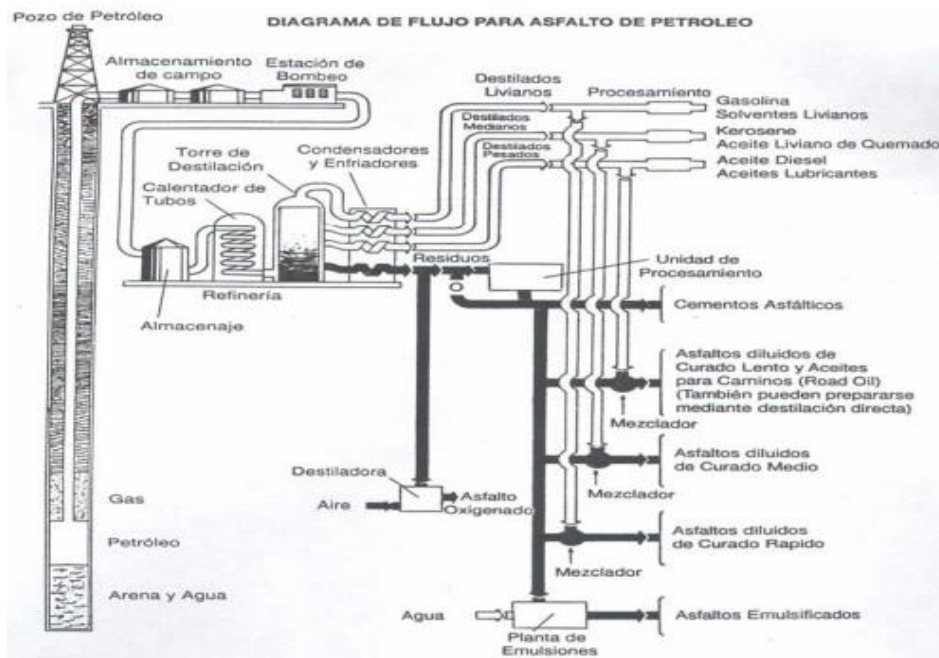 Pozo de Petróleo
DIAGRAMA DE FLUJO PARA ASFALTO DE PETROLEO
Almacenamiento
de campo
Estación de
Bombeo
Destilados
Livianos
Procesamiento
Gasolina
Solventes Livianos
Destilados
Medianos
Kerosene
Aceite Liviano de Quemado
Destilados
Pesados
Aceite Diesel
Aceites Lubricantes
Condensadores
y Enfriadores
Torre de
Destilación
Calentador de
Tubos
Residuos
Unidad de
Procesamiento
Refinería
Almacenaje
Cementos Asfálticos
Asfaltos diluidos de
Curado Lento y Aceites
para Caminos (Road Oil)
(También pueden prepararse
mediante destilación directa)
Mezclador
Asfaltos diluidos
de Curado Medio
Mezclador
Destiladora
Aire
Asfalto
Oxigenado
Gas
Petróleo
Asfaltos diluidos
de Curado Rapido
Mezclador
Arena y Agua
Agua
Planta de
Emulsiones
Asfaltos Emulsificados